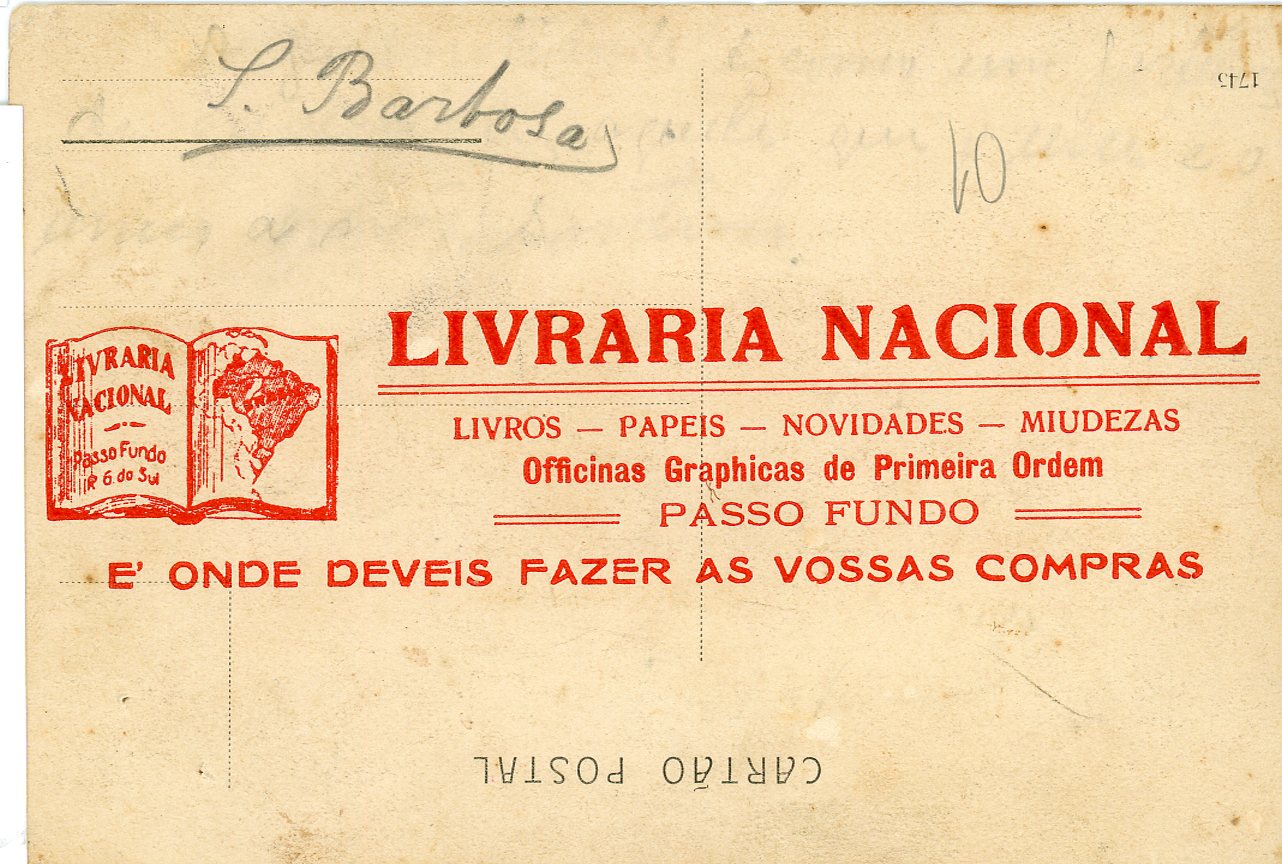 S. Barbosa
1745
10
LIVRARIA NACIONAL
LIVRARIA
NACIONAL
Passo Fundo
R. G. do Sul
LIVROS — PAPEIS — NOVIDADES — MIUDEZAS
Officinas Graphicas de Primeira Ordem
PASSO FUNDO
E' ONDE DEVEIS FAZER AS VOSSAS COMPRAS
CARTÃO POSTAL